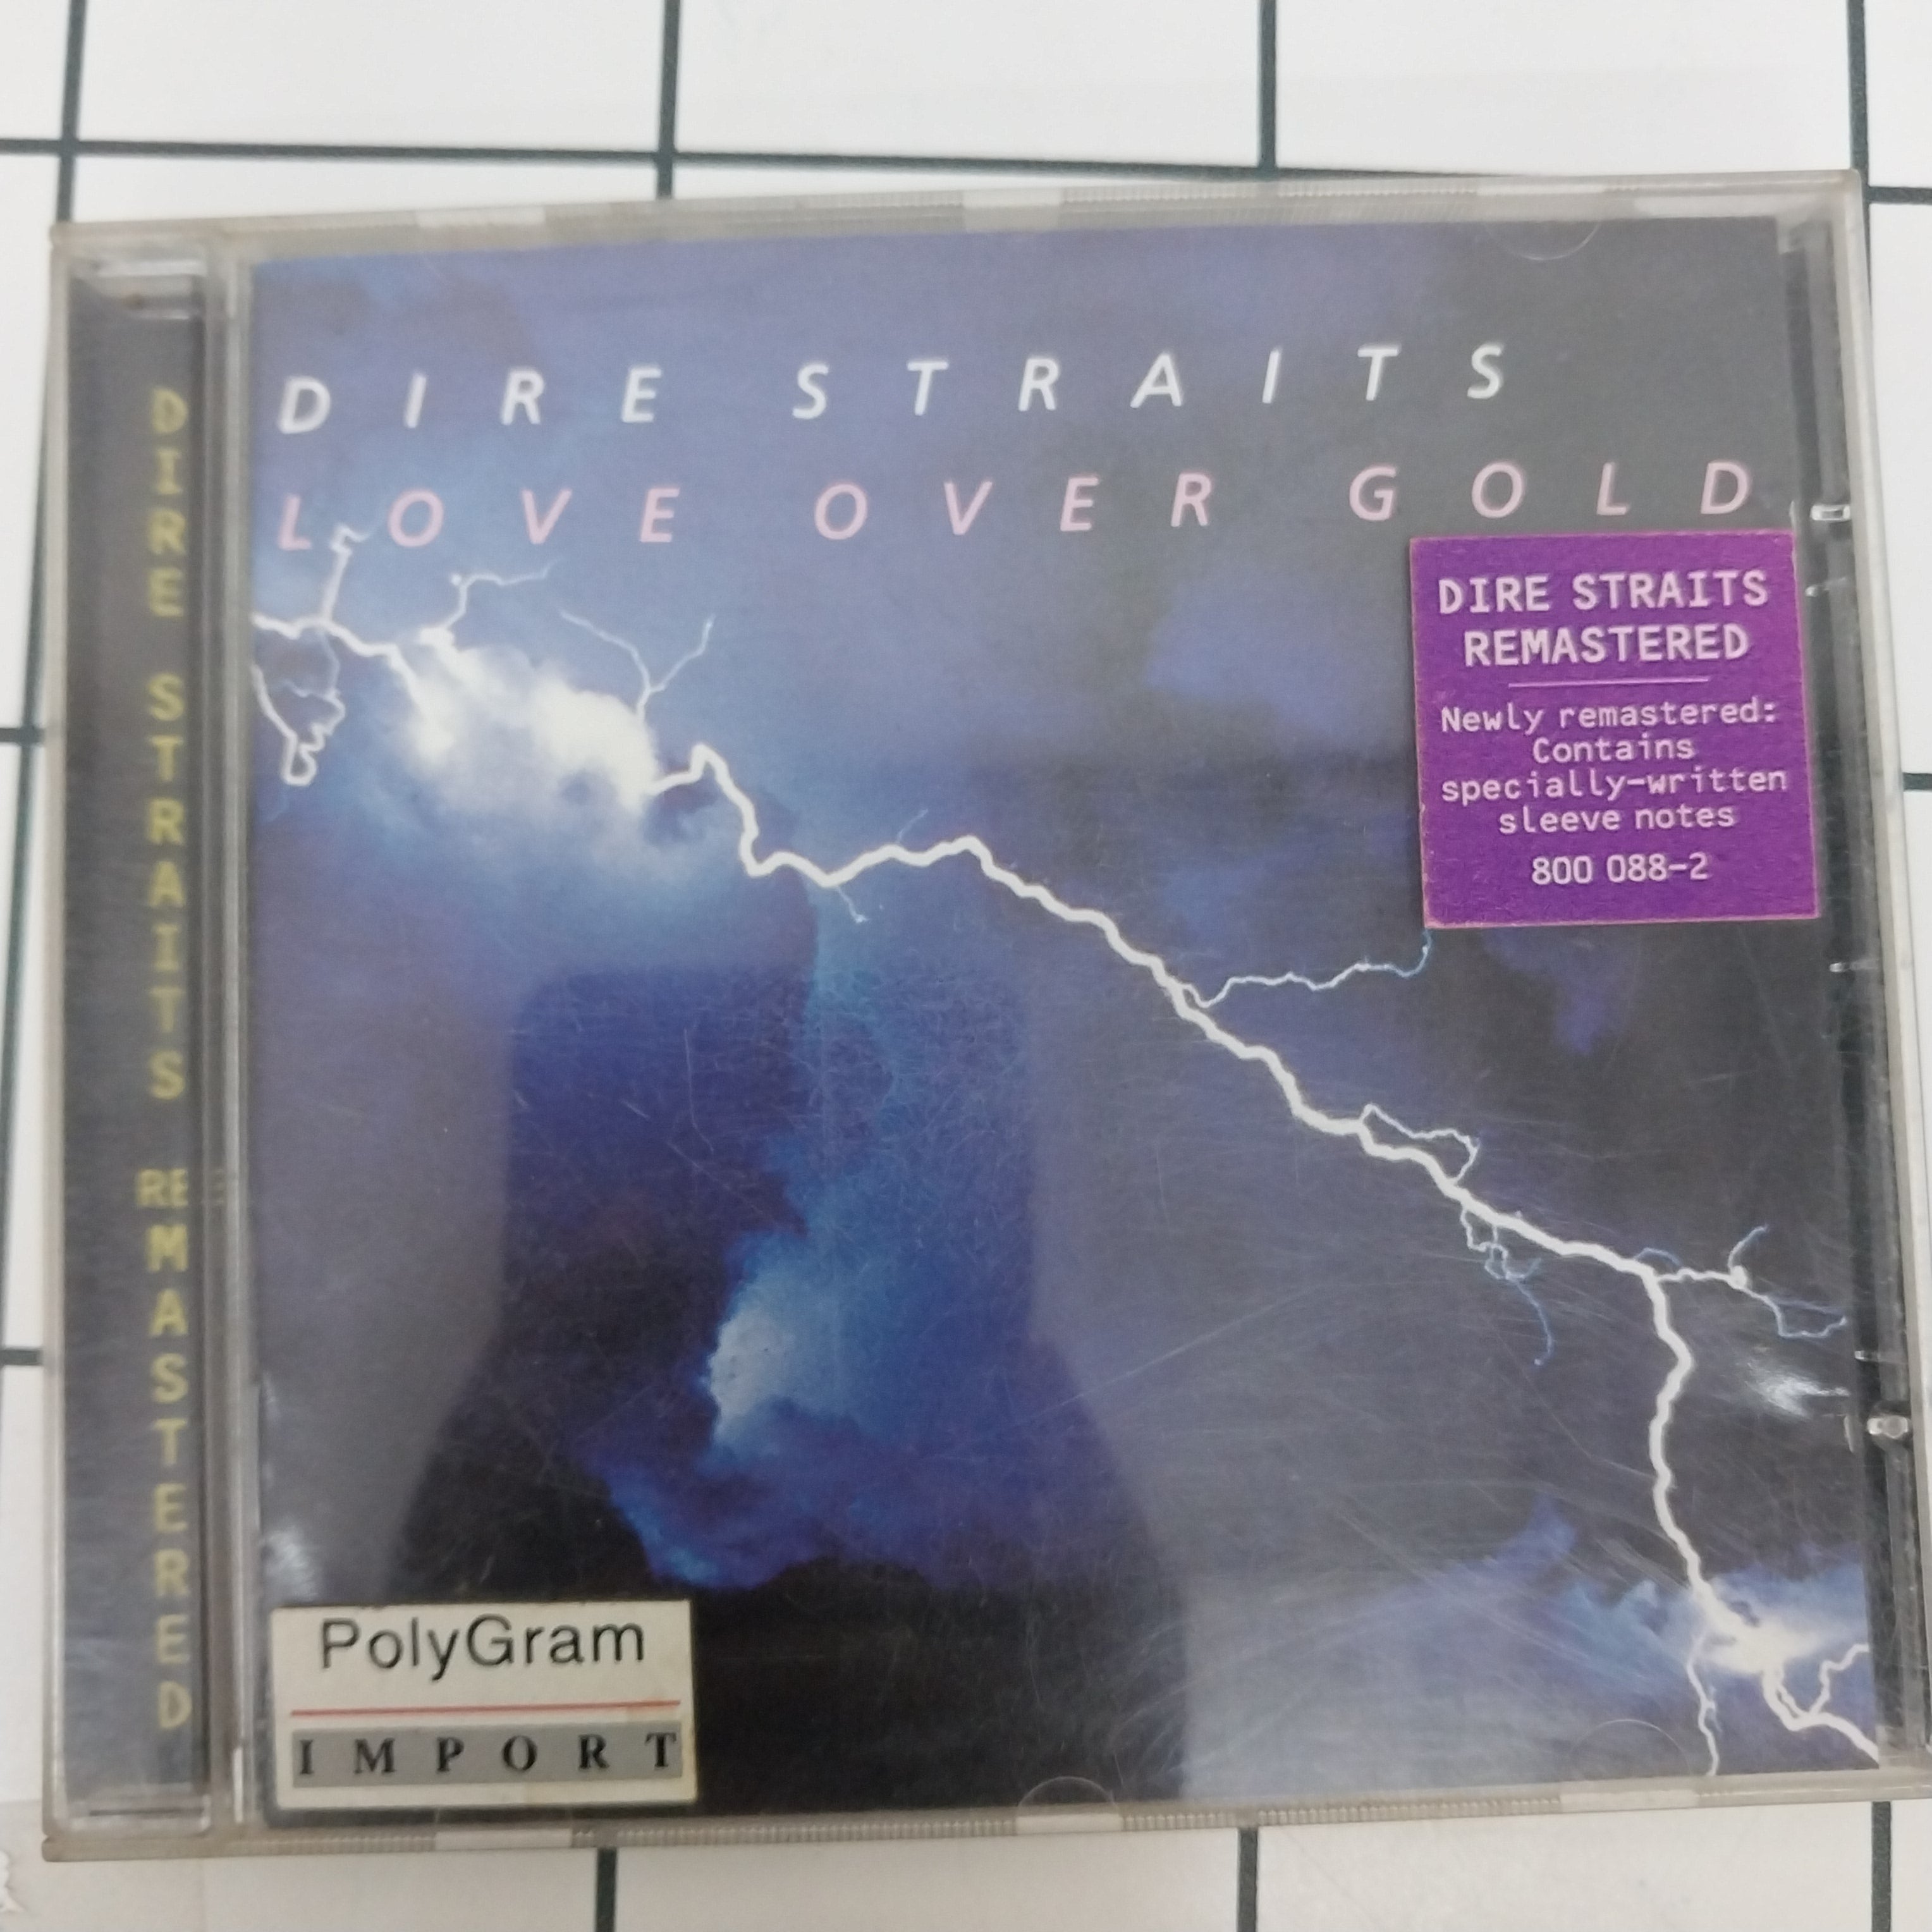 DIRE STRAITS
LOVE OVER GOLD
DIRE STRAITS
REMASTERED
Newly remastered:
Contains
specially-written
sleeve notes
800 088-2
DIRE STRAITS REMASTERED
PolyGram
IMPORT